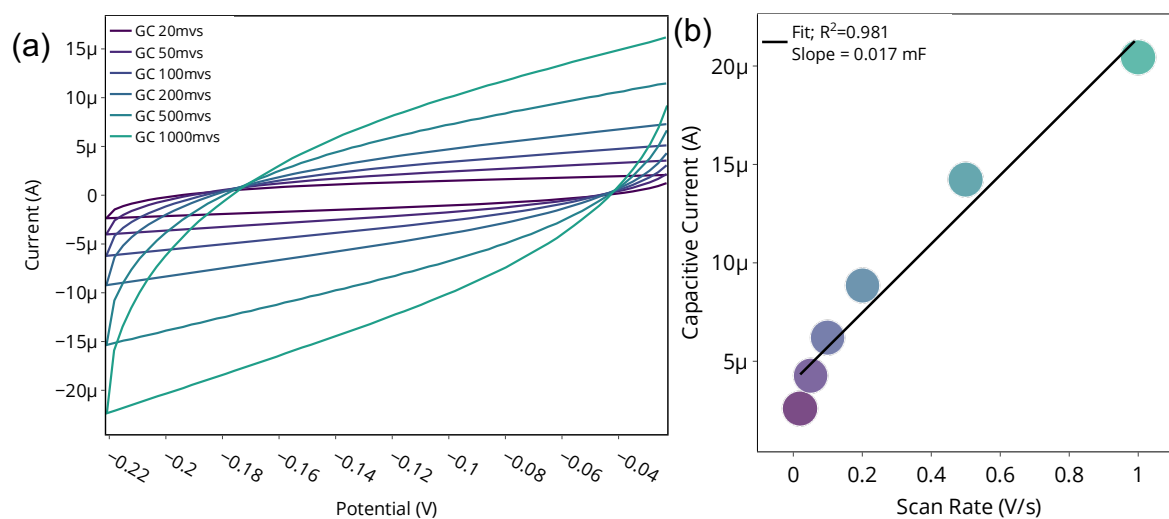 (a)
GC 20mvs
GC 50mvs
GC 100mvs
GC 200mvs
GC 500mvs
GC 1000mvs
15μ
10μ
5μ
0
−5μ
−10μ
−15μ
−20μ
Current (A)
−0.22
−0.2
−0.18
−0.16
−0.14
−0.12
−0.1
−0.08
−0.06
−0.04
Potential (V)
(b)
Fit; R²=0.981
Slope = 0.017 mF
20μ
15μ
10μ
5μ
Capacitive Current (A)
0
0.2
0.4
0.6
0.8
1
Scan Rate (V/s)